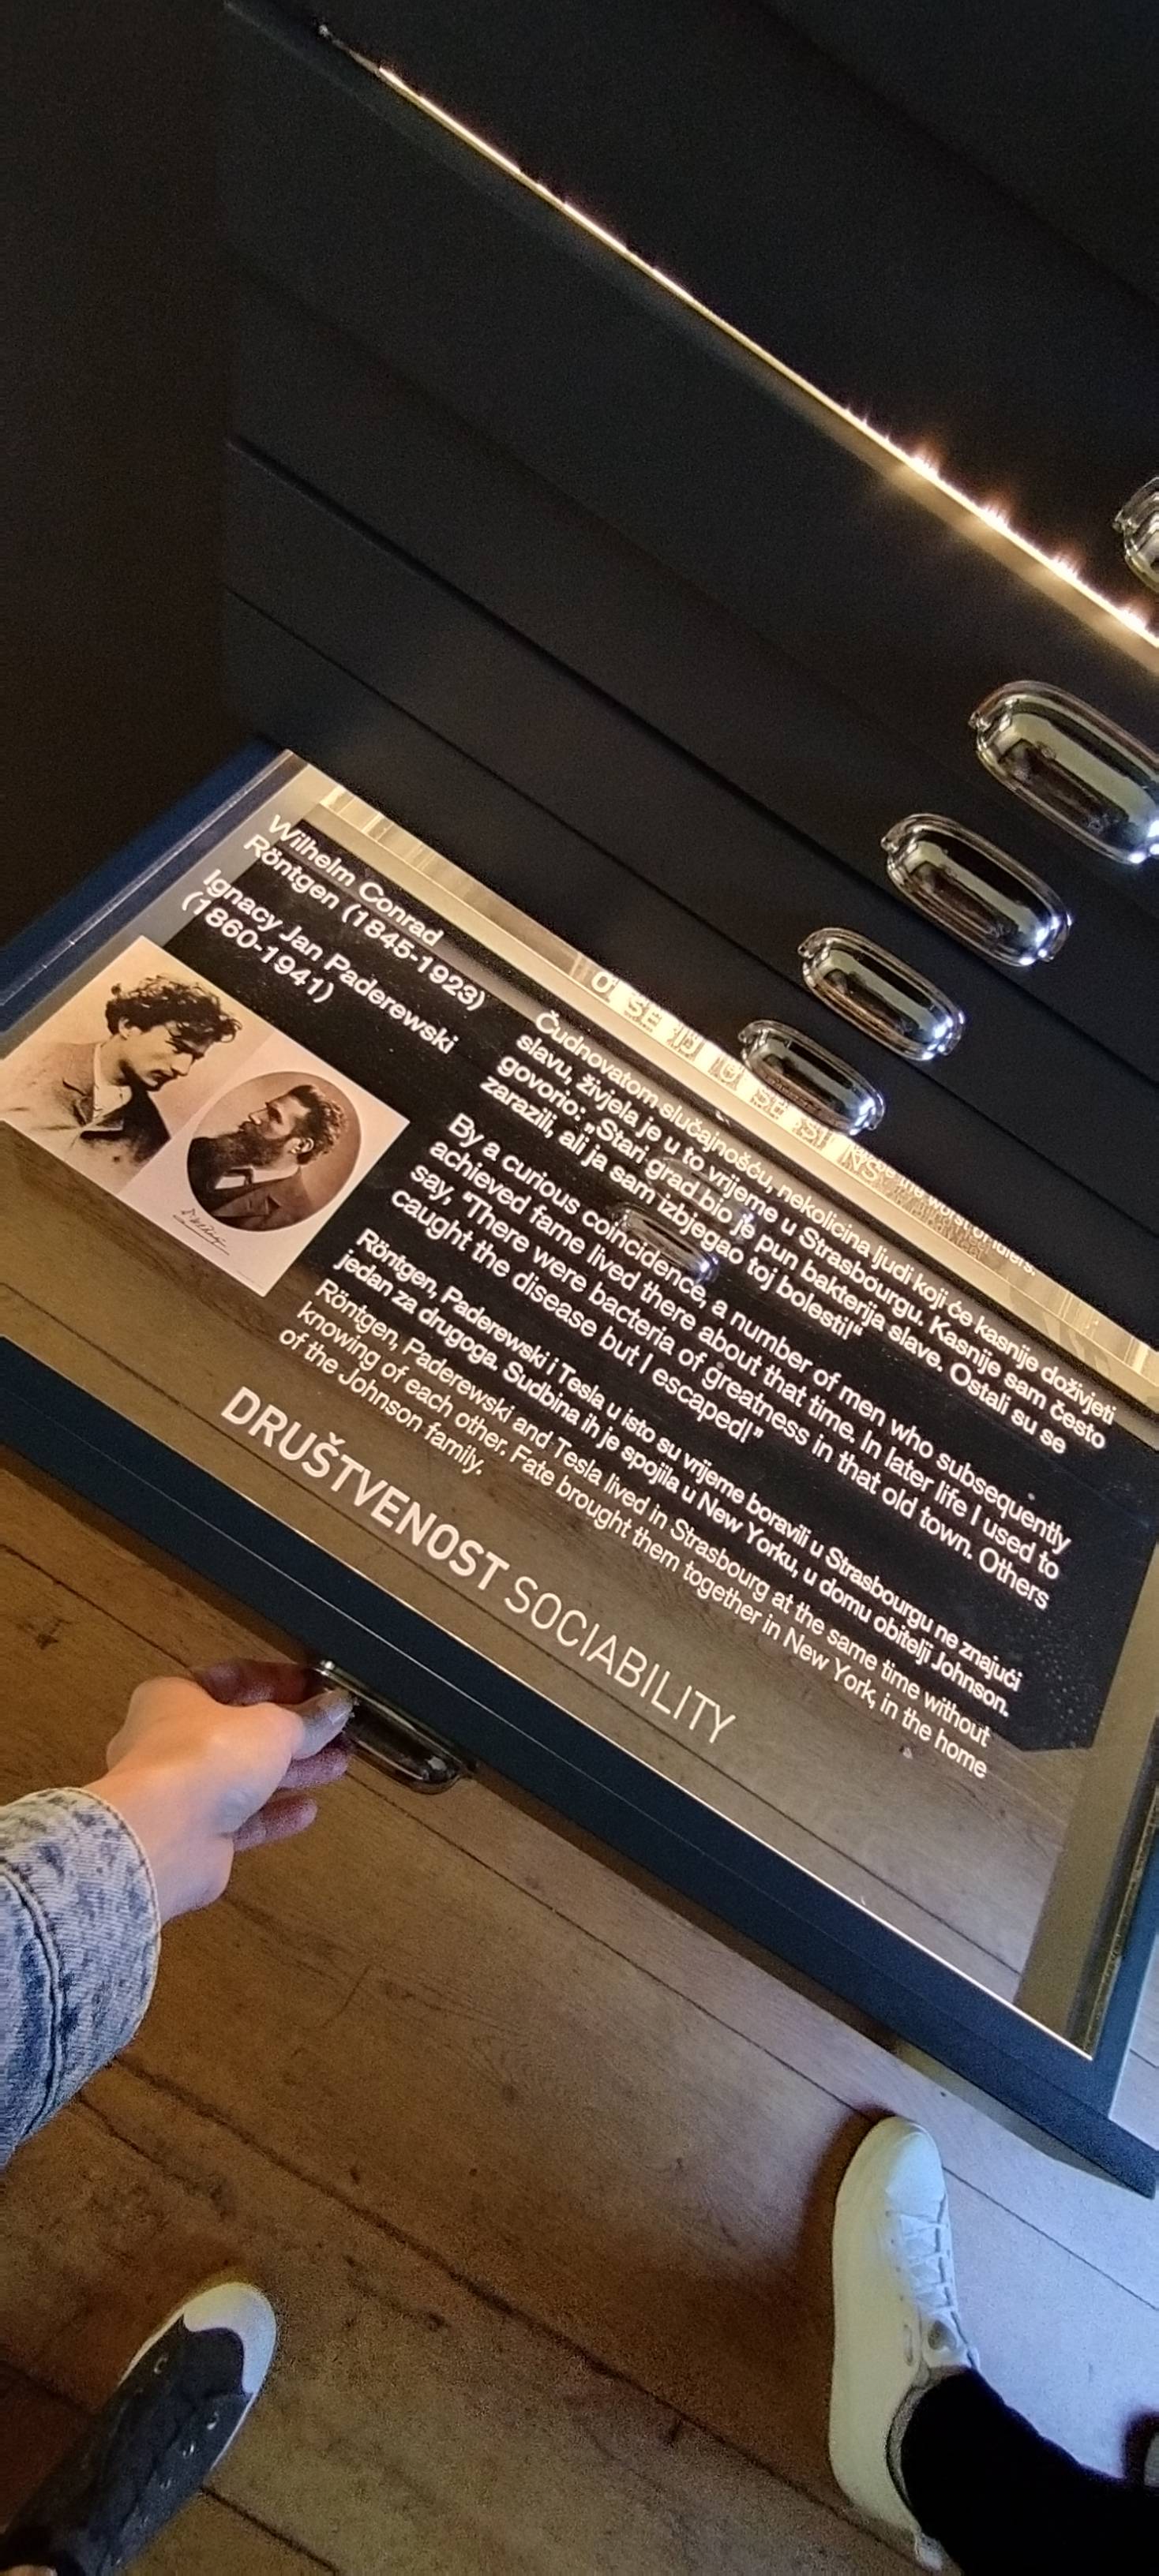 Wilhelm Conrad
Röntgen (1845-1923)
Ignacy Jan Paderewski
(1860-1941)
Čudnovatom slučajnošću, nekolicina ljudi koji će kasnije doživjeti
slavu, živjela je u to vrijeme u Strasbourgu. Kasnije sam često
govorio: „Stari grad bio je pun bakterija slave. Ostali su se
zarazili, ali ja sam izbjegao toj bolesti!“
By a curious coincidence, a number of men who subsequently
achieved fame lived there about that time. In later life I used to
say, “There were bacteria of greatness in that old town. Others
caught the disease but I escaped!”
Röntgen, Paderewski i Tesla u isto su vrijeme boravili u Strasbourgu ne znajući
jedan za drugoga. Sudbina ih je spojila u New Yorku, u domu obitelji Johnson.
Röntgen, Paderewski and Tesla lived in Strasbourg at the same time without
knowing of each other. Fate brought them together in New York, in the home
of the Johnson family.
DRUŠTVENOST SOCIABILITY